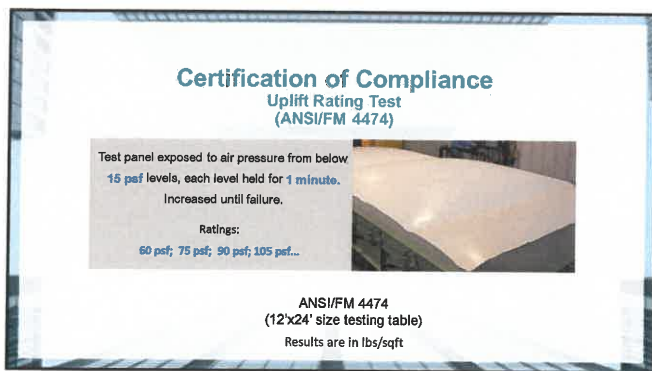 Certification of Compliance
Uplift Rating Test
(ANSI/FM 4474)
Test panel exposed to air pressure from below
15 psf levels, each level held for 1 minute.
Increased until failure.
Ratings:
60 psf; 75 psf; 90 psf; 105 psf...
ANSI/FM 4474
(12'x24' size testing table)
Results are in lbs/sqft